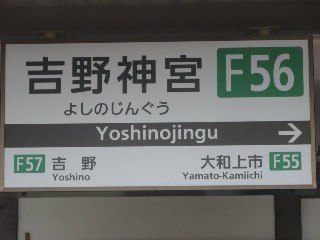 吉野神宮 F56
よしのじんぐう
Yoshinojingu →
F57 吉野 大和上市 F55
Yoshino Yamato-Kamiichi